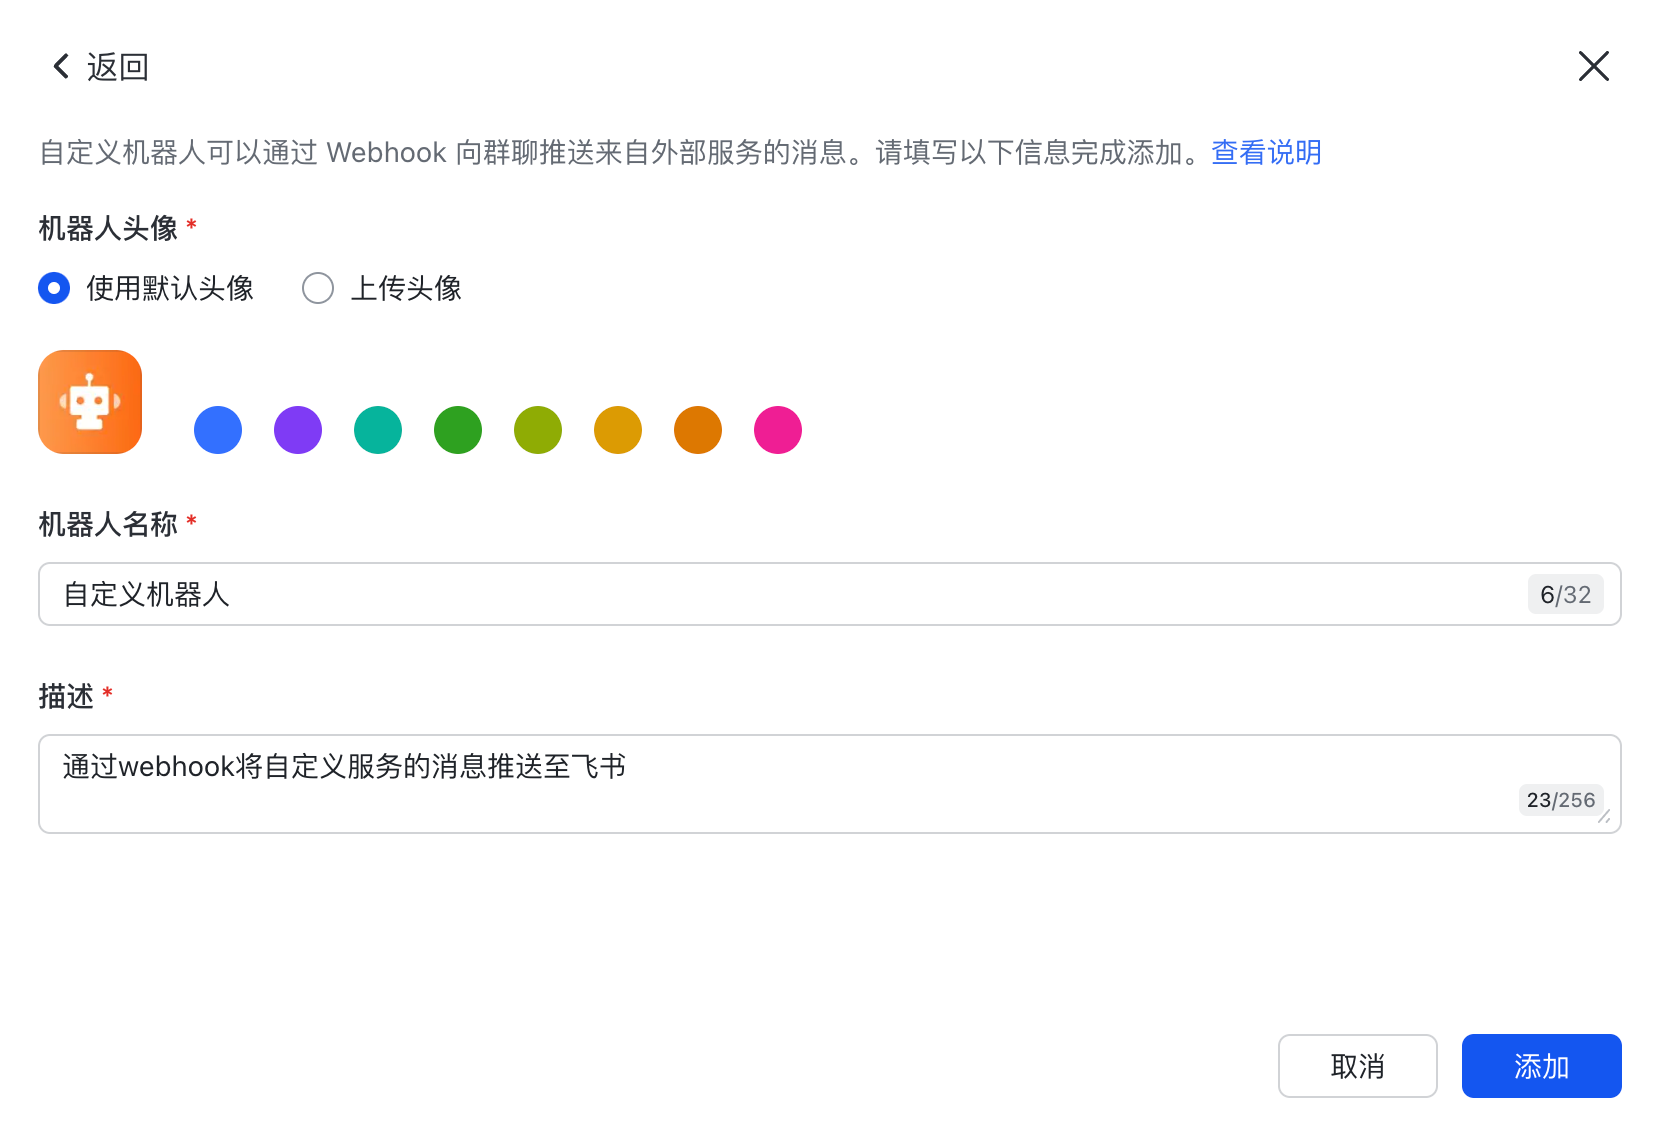 返回
自定义机器人可以通过 Webhook 向群聊推送来自外部服务的消息。请填写以下信息完成添加。查看说明
机器人头像 *
使用默认头像 上传头像
机器人名称 *
自定义机器人 6/32
描述 *
通过webhook将自定义服务的消息推送至飞书
23/256
取消 添加